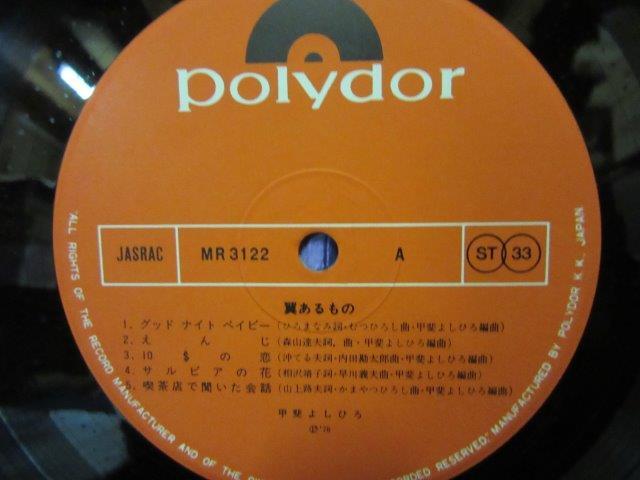 polydor
JASRAC MR 3122 A ST 33
翼あるもの
1. グッド ナイト ベイビー (ひろまなみ詞・むつひろし曲・甲斐よしひろ編曲)
2. えんじ (森山達夫詞, 曲・甲斐よしひろ編曲)
3. 10 $ の 恋 (沖てる夫詞・内田勘太郎曲・甲斐よしひろ編曲)
4. サルビアの花 (相沢靖子詞・早川義夫曲・甲斐よしひろ編曲)
5. 喫茶店で聞いた会話 (山上路夫詞・かまやつひろし曲・甲斐よしひろ編曲)
甲斐よしひろ
Ⓟ'78
"ALL RIGHTS OF THE RECORD MANUFACTURER AND OF THE
RESERVED." MANUFACTURED BY POLYDOR K.K. JAPAN